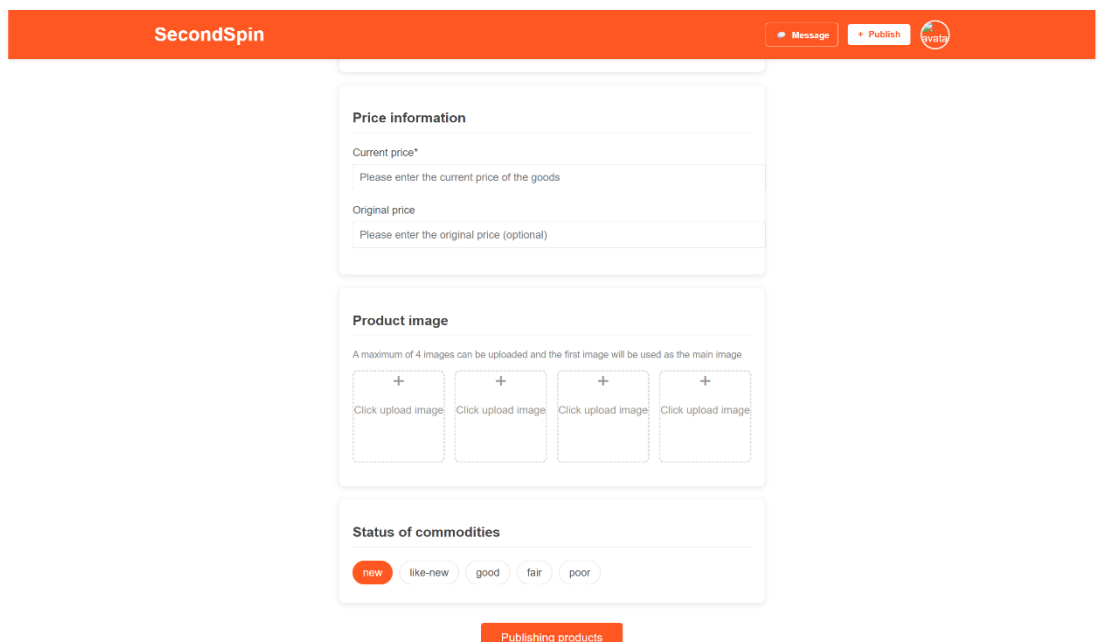 SecondSpin
Message
+ Publish
avata
Price information
Current price*
Please enter the current price of the goods
Original price
Please enter the original price (optional)
Product image
A maximum of 4 images can be uploaded and the first image will be used as the main image
+ + + +
Click upload image Click upload image Click upload image Click upload image
Status of commodities
new like-new good fair poor
Publishing products